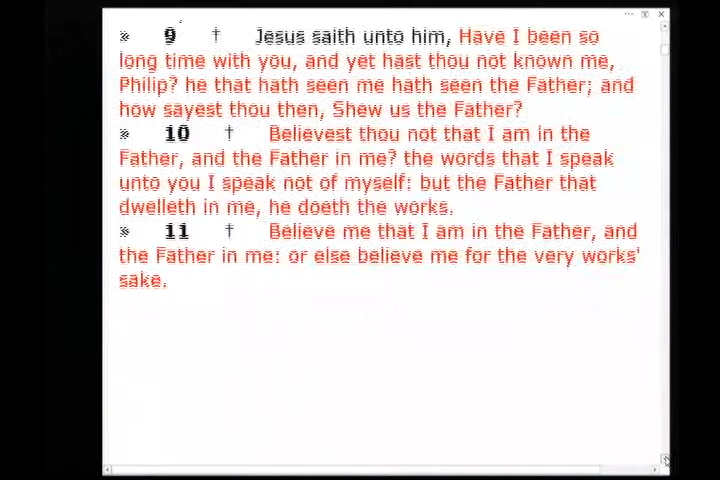 » 9 † Jesus saith unto him, Have I been so
long time with you, and yet hast thou not known me,
Philip? he that hath seen me hath seen the Father; and
how sayest thou then, Shew us the Father?
» 10 † Believest thou not that I am in the
Father, and the Father in me? the words that I speak
unto you I speak not of myself: but the Father that
dwelleth in me, he doeth the works.
» 11 † Believe me that I am in the Father, and
the Father in me: or else believe me for the very works'
sake.